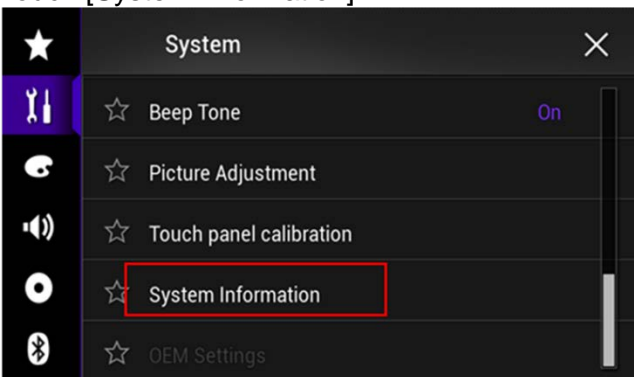 System
Beep Tone On
Picture Adjustment
Touch panel calibration
System Information
OEM Settings